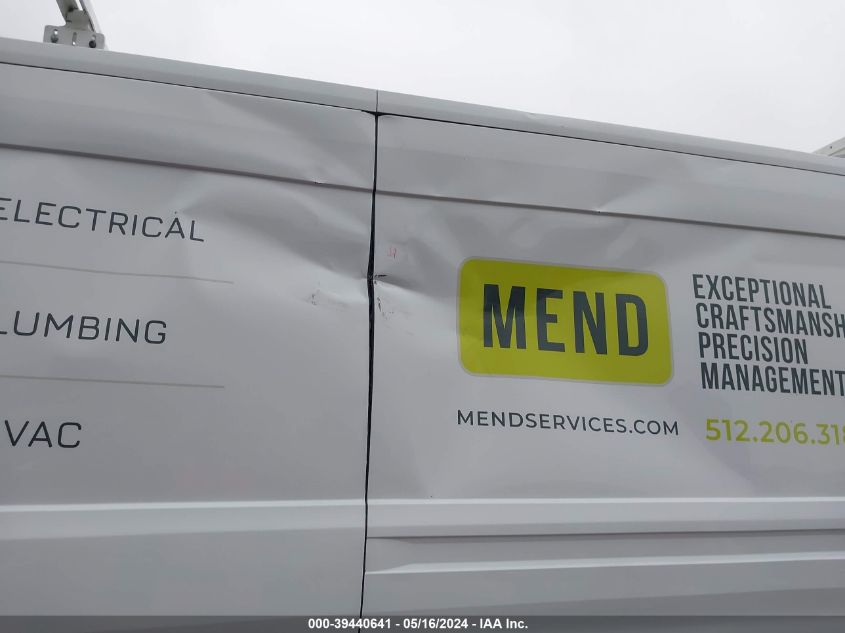 ELECTRICAL
LUMBING
VAC
MEND
MENDSERVICES.COM
EXCEPTIONAL
CRAFTSMANSH
PRECISION
MANAGEMENT
512.206.318
000-39440641 - 05/16/2024 - IAA Inc.